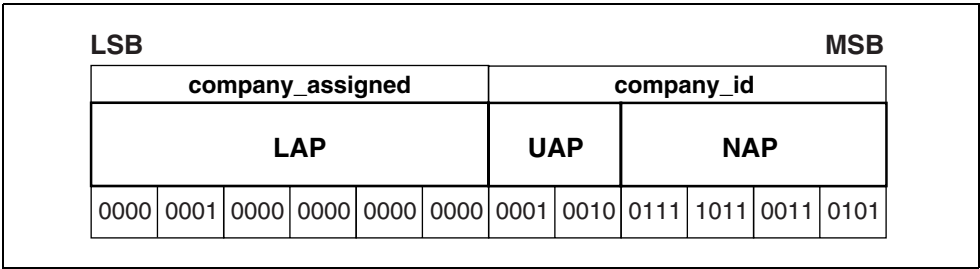 LSB MSB
company_assigned company_id
LAP UAP NAP
0000 0001 0000 0000 0000 0000 0001 0010 0111 1011 0011 0101